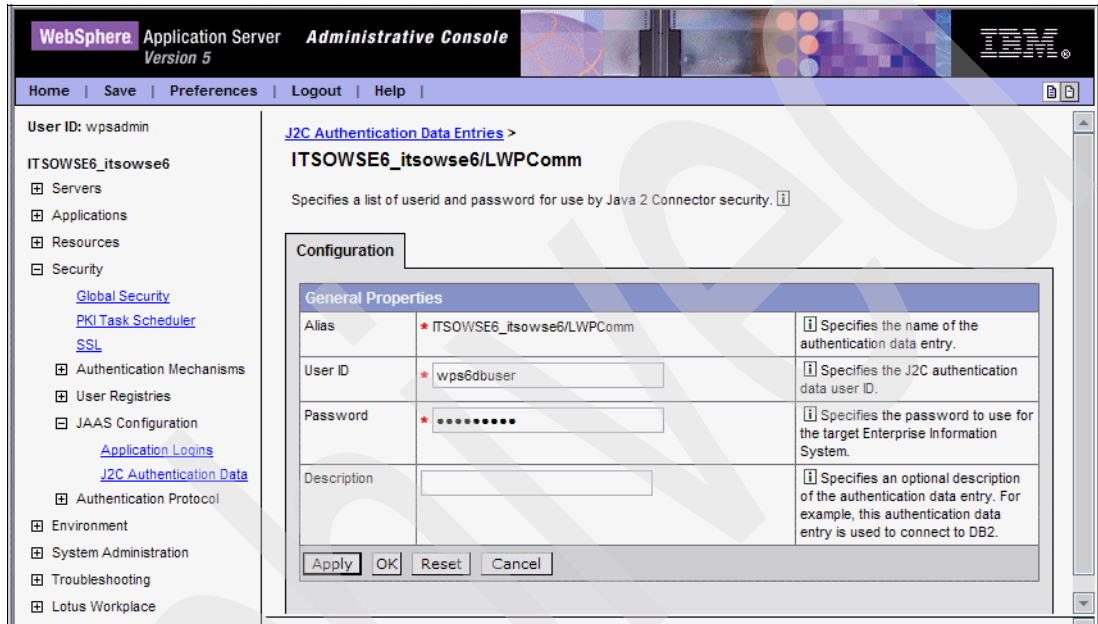 WebSphere. Application Server Administrative Console
Version 5
IBM.®
Home | Save | Preferences | Logout | Help |
User ID: wpsadmin
ITSOWSE6_itsowse6
Servers
Applications
Resources
Security
Global Security
PKI Task Scheduler
SSL
Authentication Mechanisms
User Registries
JAAS Configuration
Application Logins
J2C Authentication Data
Authentication Protocol
Environment
System Administration
Troubleshooting
Lotus Workplace
J2C Authentication Data Entries >
ITSOWSE6_itsowse6/LWPComm
Specifies a list of userid and password for use by Java 2 Connector security. i
Configuration
General Properties
Alias
* ITSOWSE6_itsowse6/LWPComm
i Specifies the name of the
authentication data entry.
User ID
* wps6dbuser
i Specifies the J2C authentication
data user ID.
Password
* •••••••••
i Specifies the password to use for
the target Enterprise Information
System.
Description
i Specifies an optional description
of the authentication data entry. For
example, this authentication data
entry is used to connect to DB2.
Apply OK Reset Cancel